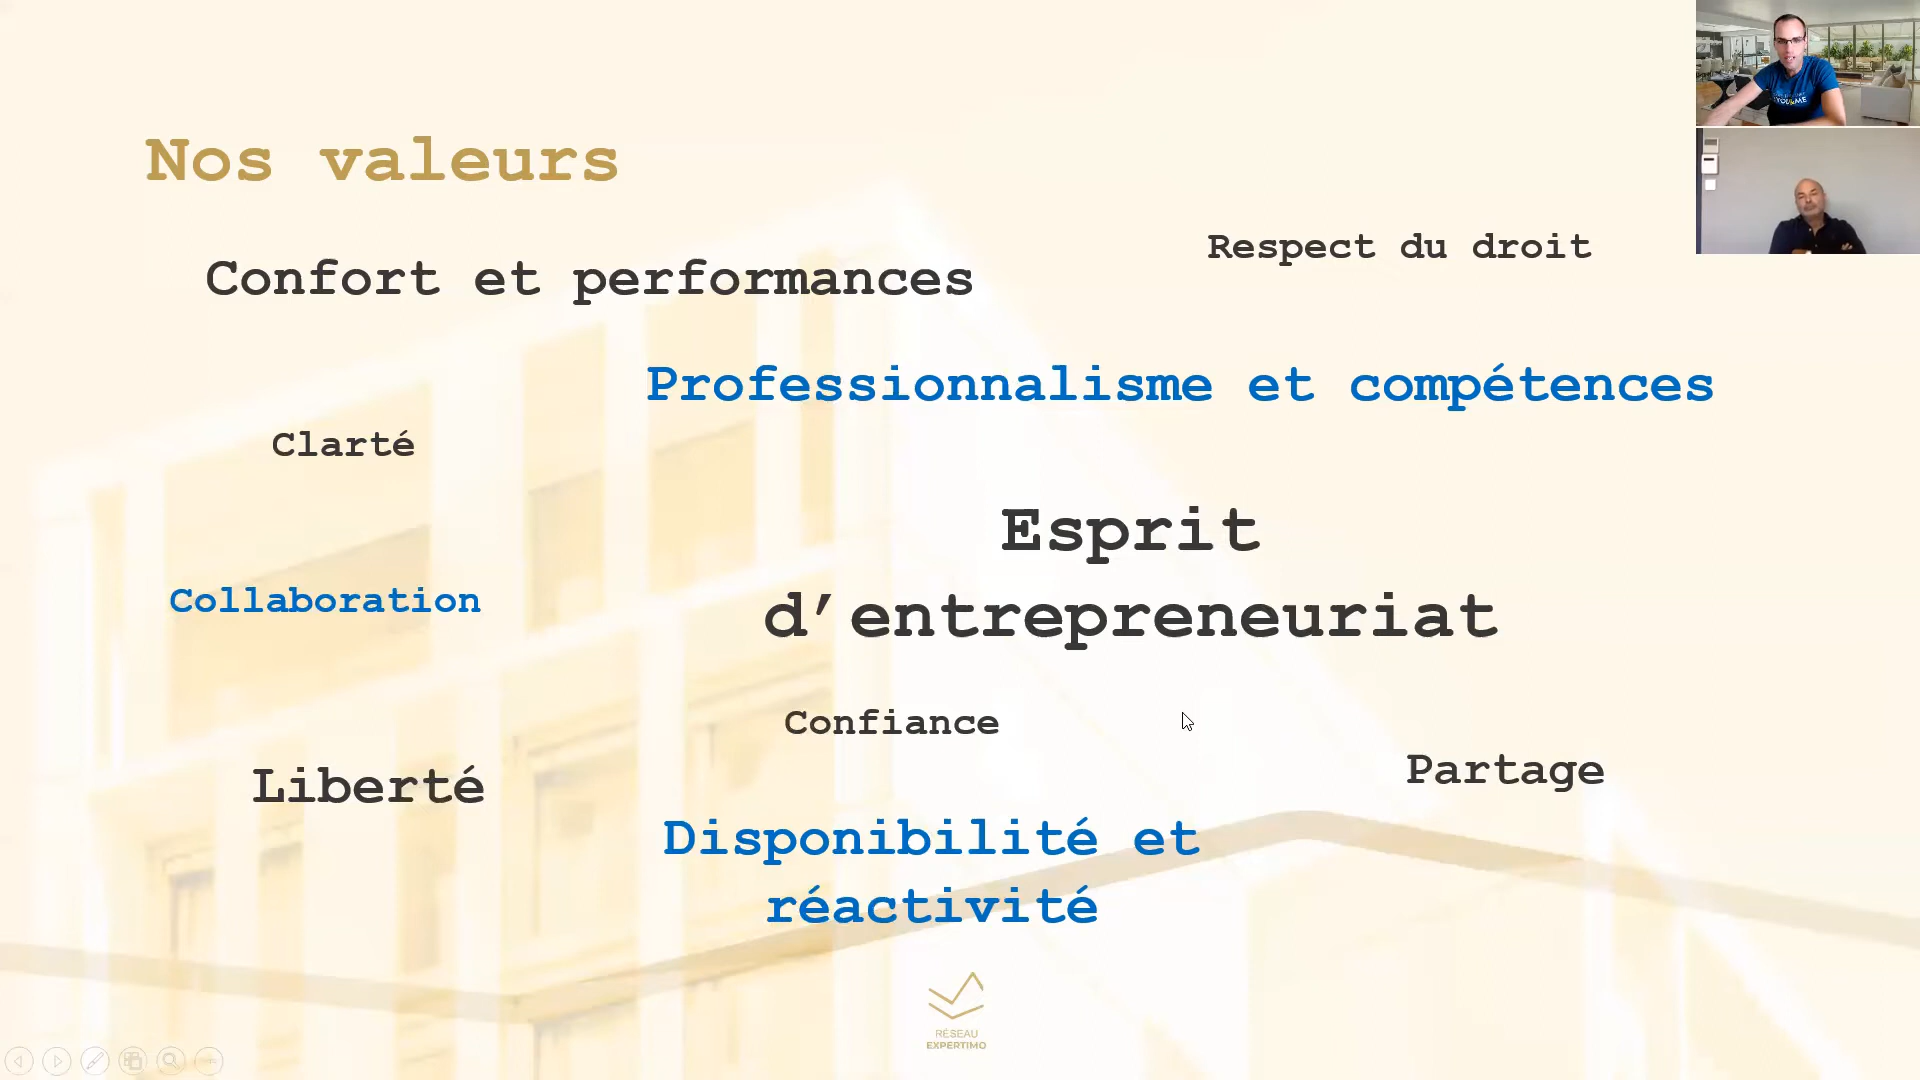 Nos valeurs
Respect du droit
Confort et performances
Professionnalisme et compétences
Clarté
Esprit
d’entrepreneuriat
Collaboration
Confiance
Liberté
Partage
Disponibilité et
réactivité
RÉSEAU
EXPERTIMO